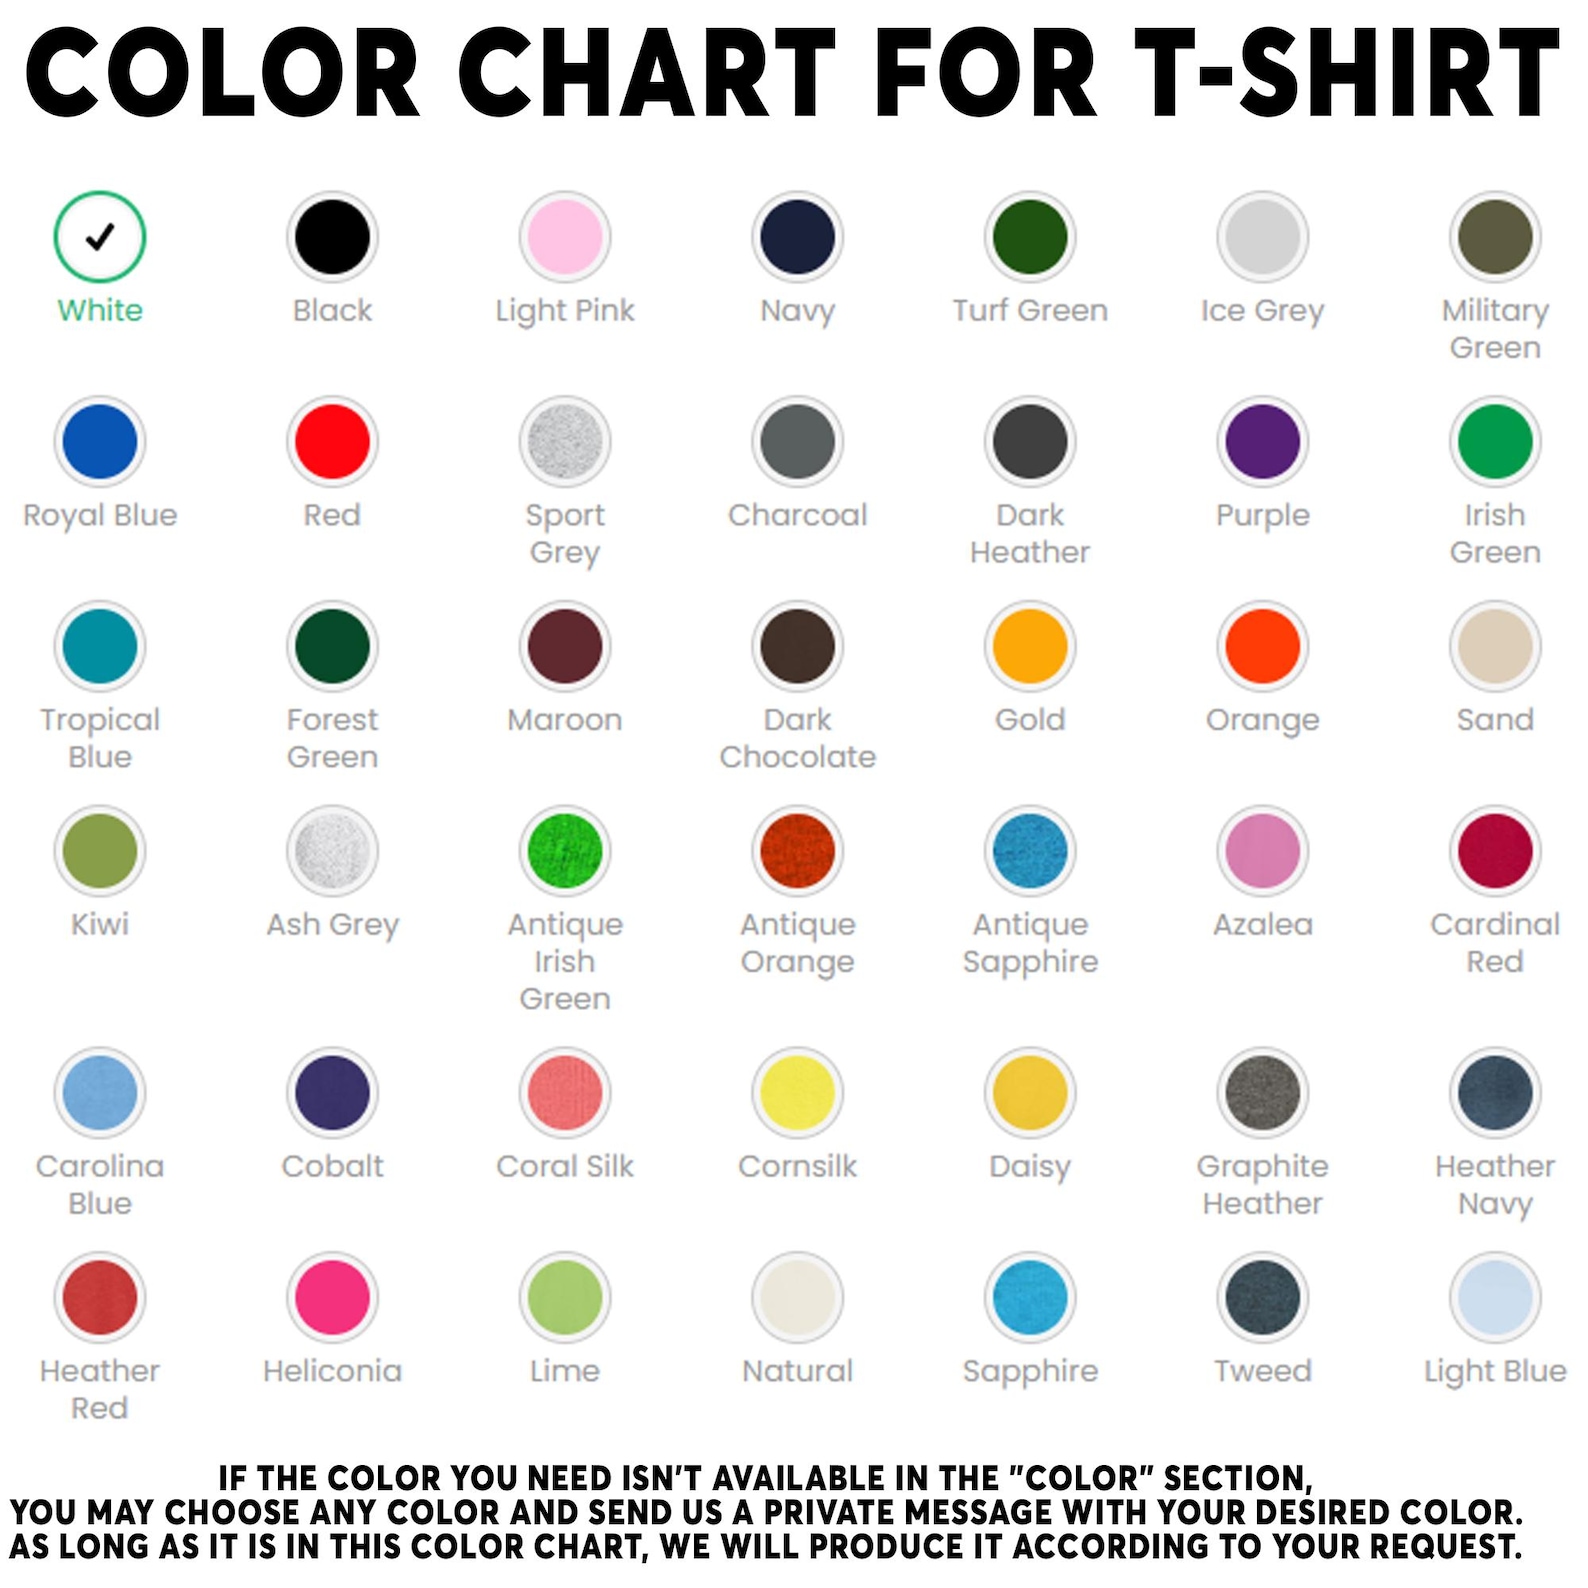 COLOR CHART FOR T-SHIRT
White
Black
Light Pink
Navy
Turf Green
Ice Grey
Military
Green
Royal Blue
Red
Sport
Grey
Charcoal
Dark
Heather
Purple
Irish
Green
Tropical
Blue
Forest
Green
Maroon
Dark
Chocolate
Gold
Orange
Sand
Kiwi
Ash Grey
Antique
Irish
Green
Antique
Orange
Antique
Sapphire
Azalea
Cardinal
Red
Carolina
Blue
Cobalt
Coral Silk
Cornsilk
Daisy
Graphite
Heather
Heather
Navy
Heather
Red
Heliconia
Lime
Natural
Sapphire
Tweed
Light Blue
IF THE COLOR YOU NEED ISN'T AVAILABLE IN THE "COLOR" SECTION,
YOU MAY CHOOSE ANY COLOR AND SEND US A PRIVATE MESSAGE WITH YOUR DESIRED COLOR.
AS LONG AS IT IS IN THIS COLOR CHART, WE WILL PRODUCE IT ACCORDING TO YOUR REQUEST.